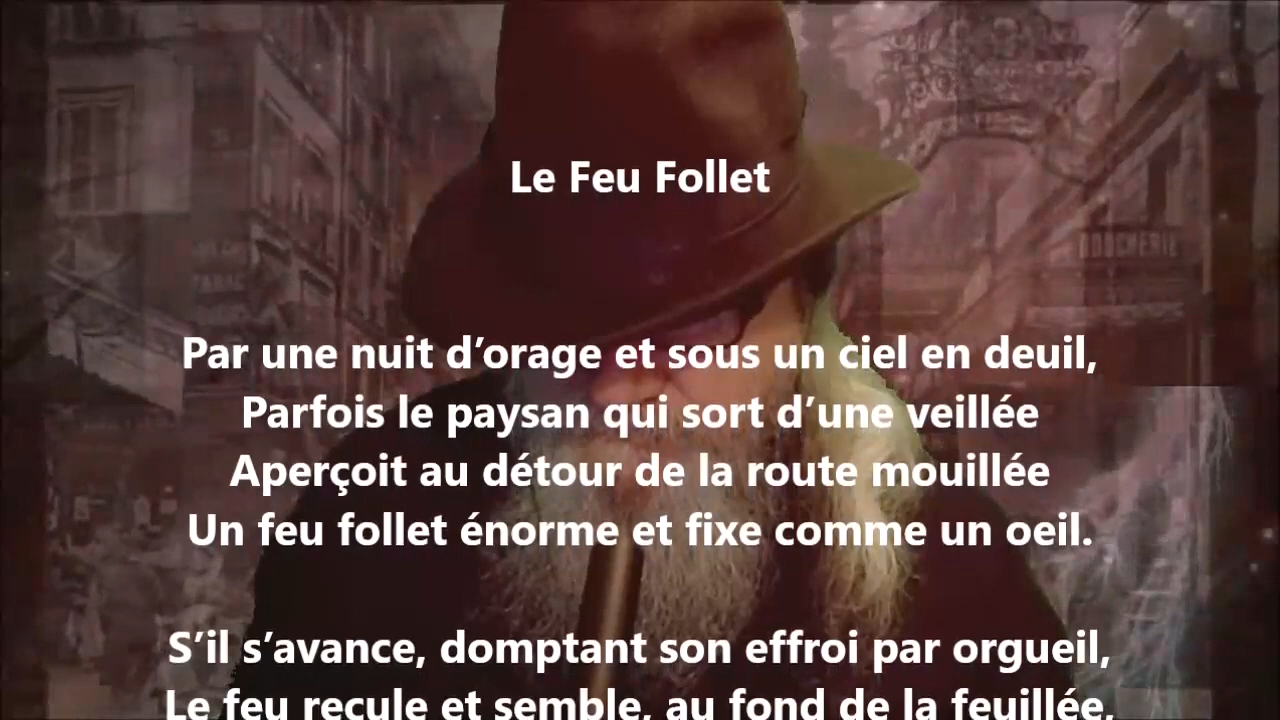 Le Feu Follet
BOUCHERIE
Par une nuit d’orage et sous un ciel en deuil,
Parfois le paysan qui sort d’une veillée
Aperçoit au détour de la route mouillée
Un feu follet énorme et fixe comme un oeil.
S’il s’avance, domptant son effroi par orgueil,
Le feu recule et semble, au fond de la feuillée,